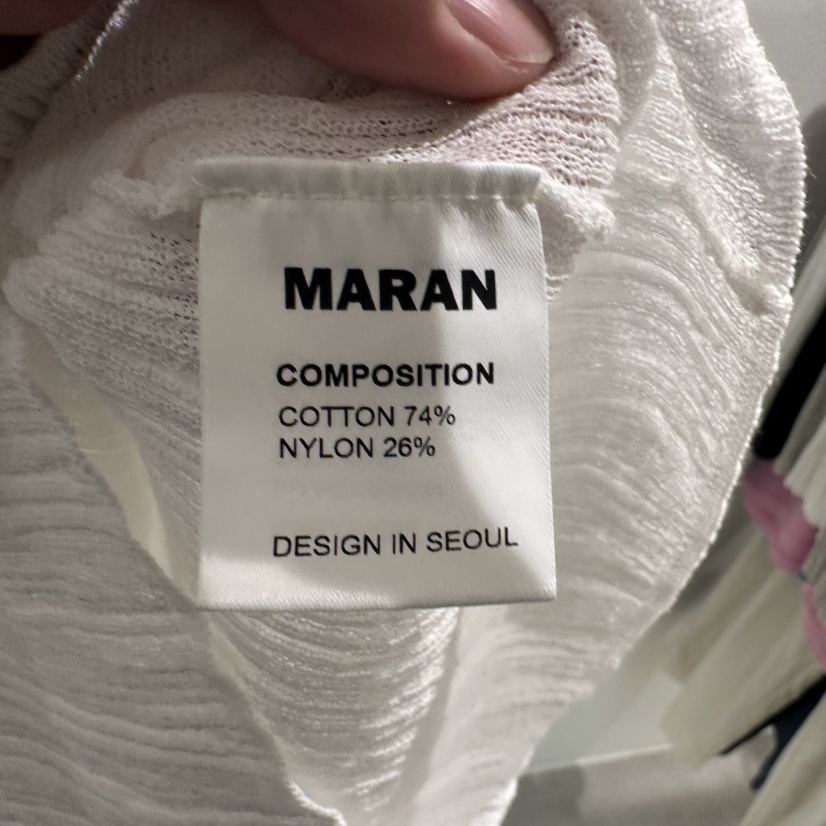 MARAN
COMPOSITION
COTTON 74%
NYLON 26%
DESIGN IN SEOUL